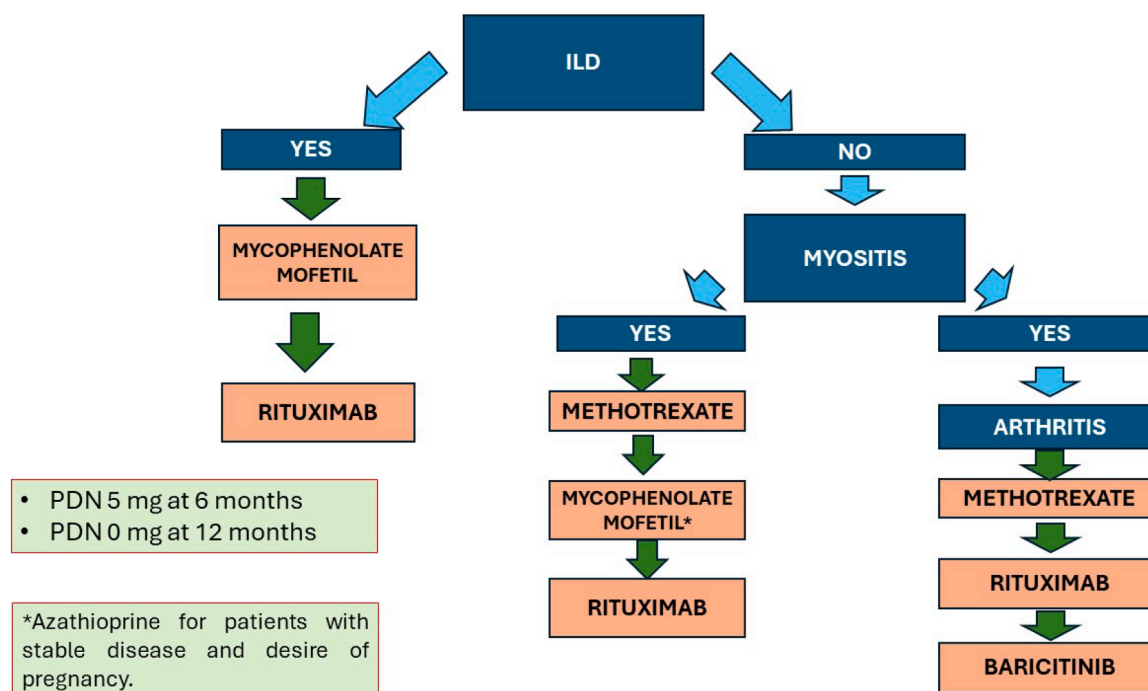 ILD
YES
NO
MYCOPHENOLATE
MOFETIL
MYOSITIS
RITUXIMAB
YES
METHOTREXATE
MYCOPHENOLATE
MOFETIL*
RITUXIMAB
YES
ARTHRITIS
METHOTREXATE
RITUXIMAB
BARICITINIB
• PDN 5 mg at 6 months
• PDN 0 mg at 12 months
*Azathioprine for patients with
stable disease and desire of
pregnancy.